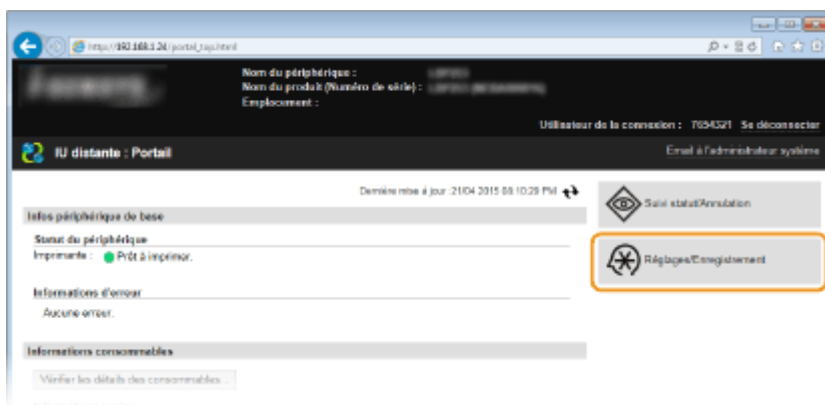 http://192.168.1.24/portal_top.html
Nom du périphérique :
Nom du produit (Numéro de série) :
Emplacement :
Utilisateur de la connexion : 7654321 Se déconnecter
IU distante : Portail
Email à l'administrateur système
Dernière mise à jour :21/04 2015 08:10:29 PM
Infos périphérique de base
Statut du périphérique
Imprimante : Prêt à imprimer.
Informations d'erreur
Aucune erreur.
Informations consommables
Vérifier les détails des consommables...
Suivi statut/Annulation
Réglages/Enregistrement